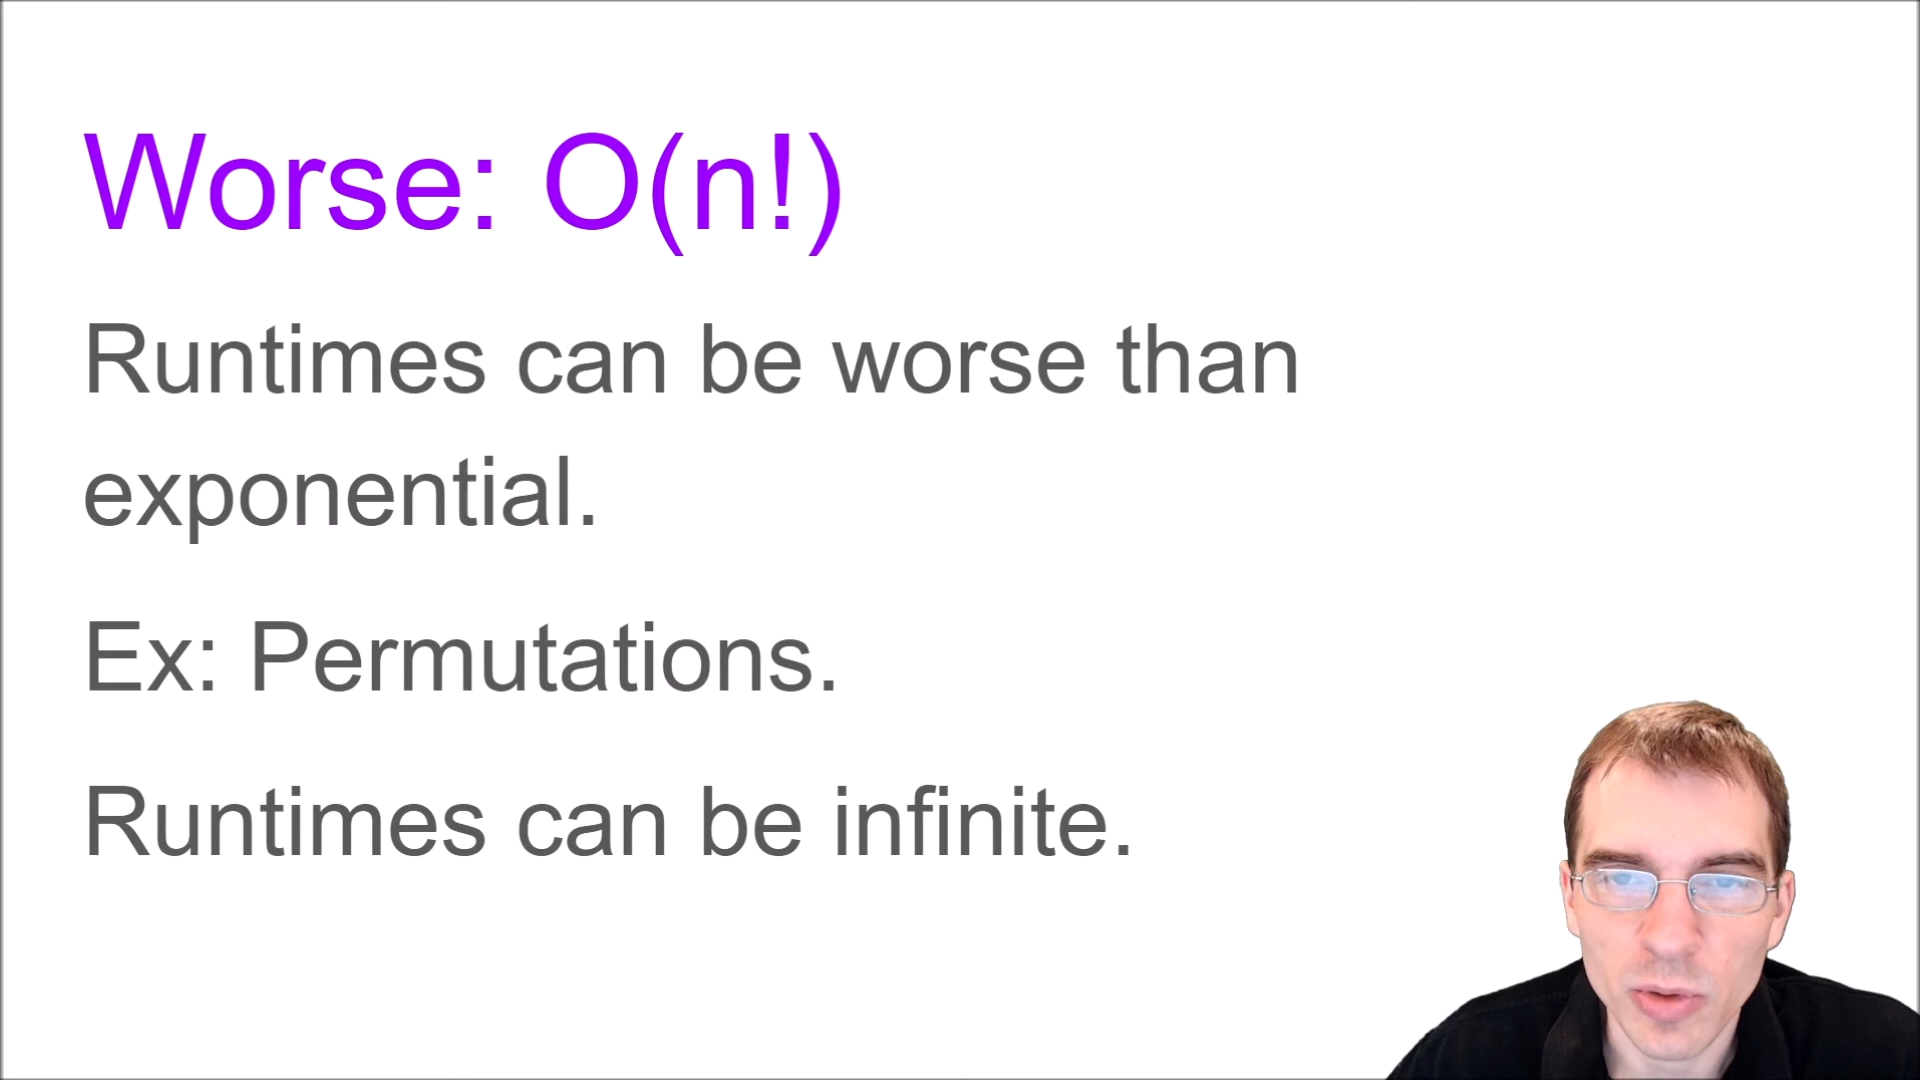 Worse: O(n!)
Runtimes can be worse than
exponential.
Ex: Permutations.
Runtimes can be infinite.